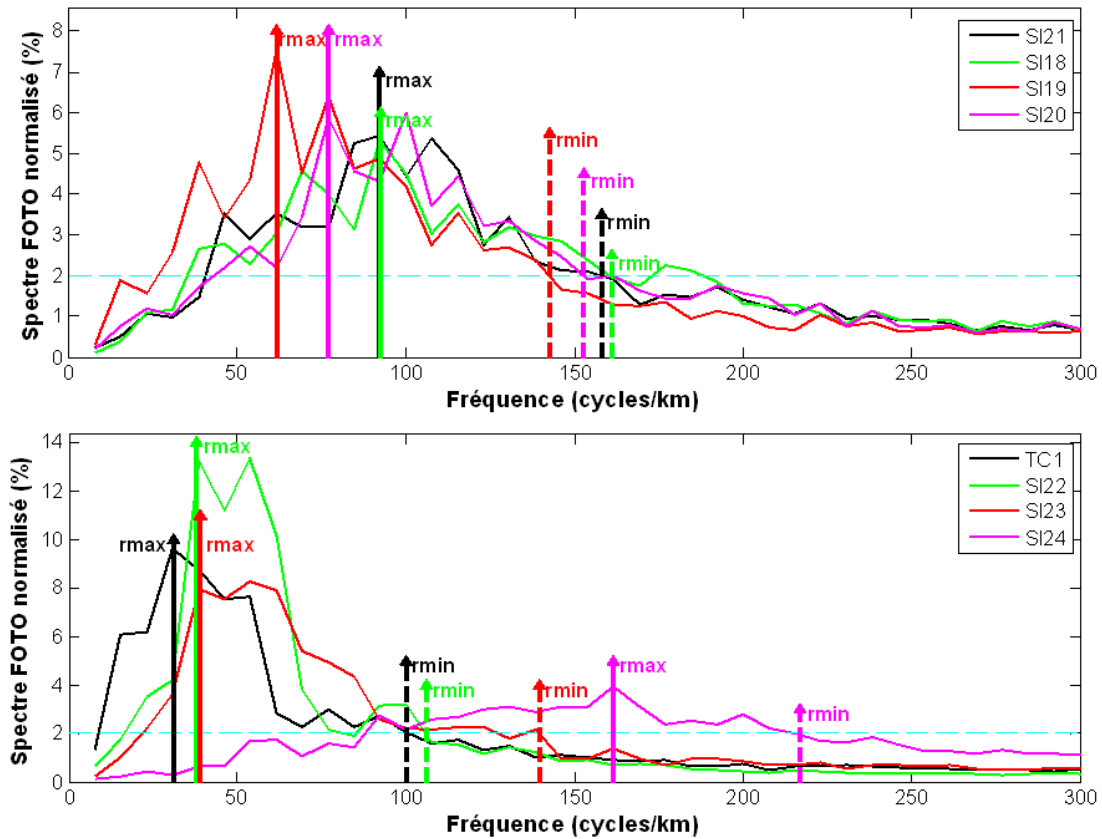 8
7
6
5
4
3
2
1
0
Spectre FOTO normalisé (%)
rmax
rmax
rmax
rmax
rmin
rmin
rmin
rmin
SI21
SI18
SI19
SI20
0 50 100 150 200 250 300
Fréquence (cycles/km)
14
12
10
8
6
4
2
0
Spectre FOTO normalisé (%)
rmax
rmax
rmax
rmin
rmin
rmin
rmax
rmin
TC1
SI22
SI23
SI24
0 50 100 150 200 250 300
Fréquence (cycles/km)